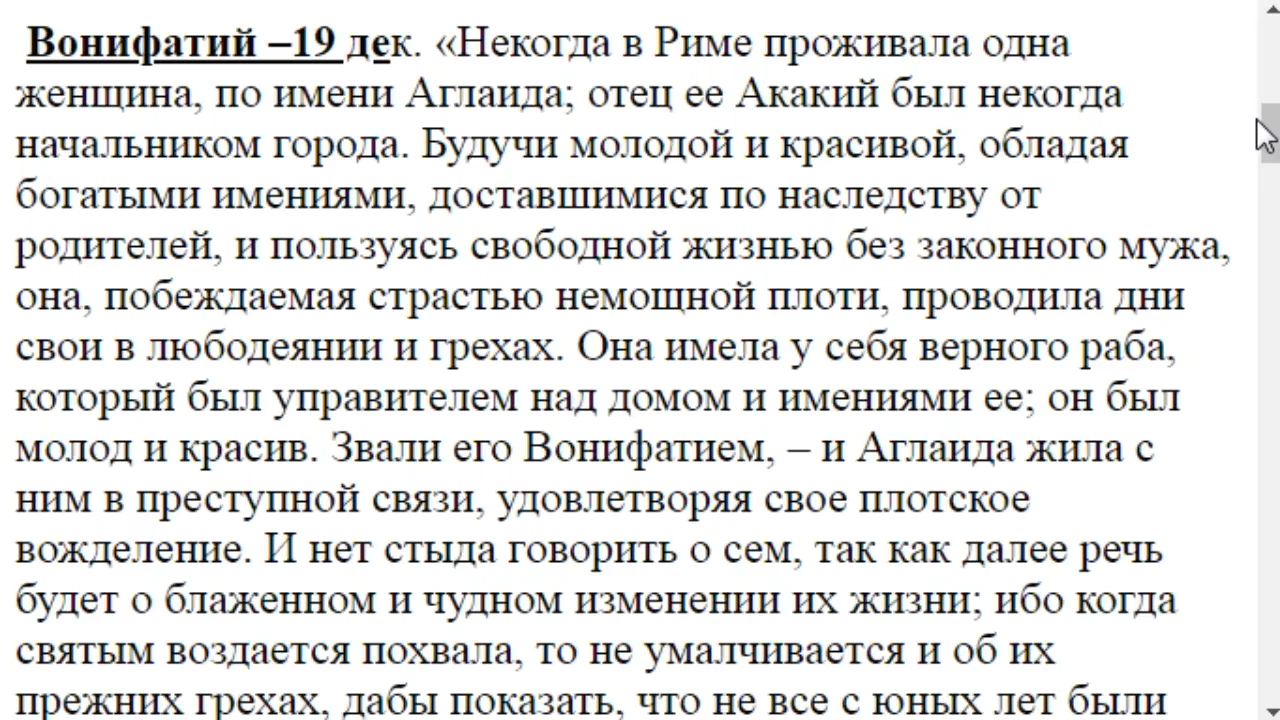 Вонифатий –19 дек. «Некогда в Риме проживала одна
женщина, по имени Аглаида; отец ее Акакий был некогда
начальником города. Будучи молодой и красивой, обладая
богатыми имениями, доставшимися по наследству от
родителей, и пользуясь свободной жизнью без законного мужа,
она, побеждаемая страстью немощной плоти, проводила дни
свои в любодеянии и грехах. Она имела у себя верного раба,
который был управителем над домом и имениями ее; он был
молод и красив. Звали его Вонифатием, – и Аглаида жила с
ним в преступной связи, удовлетворяя свое плотское
вожделение. И нет стыда говорить о сем, так как далее речь
будет о блаженном и чудном изменении их жизни; ибо когда
святым воздается похвала, то не умалчивается и об их
прежних грехах, дабы показать, что не все с юных лет были